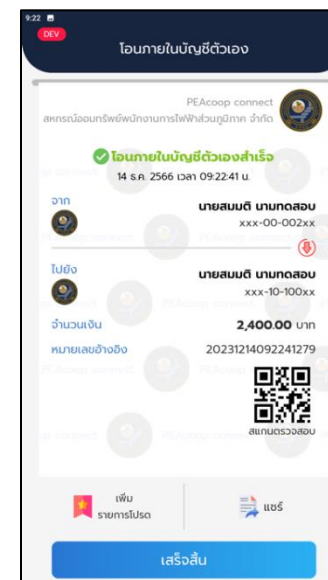 9:22
DEV
โอนภายในบัญชีตัวเอง
PEAcoop connect
สหกรณ์ออมทรัพย์พนักงานการไฟฟ้าส่วนภูมิภาค จำกัด
โอนภายในบัญชีตัวเองสำเร็จ
14 ธ.ค. 2566 เวลา 09:22:41 น.
จาก
นายสมมติ นามทดสอบ
xxx-00-002xx
ไปยัง
นายสมมติ นามทดสอบ
xxx-10-100xx
จำนวนเงิน 2,400.00 บาท
หมายเลขอ้างอิง 20231214092241279
สแกนตรวจสอบ
เพิ่ม
รายการโปรด
แชร์
เสร็จสิ้น